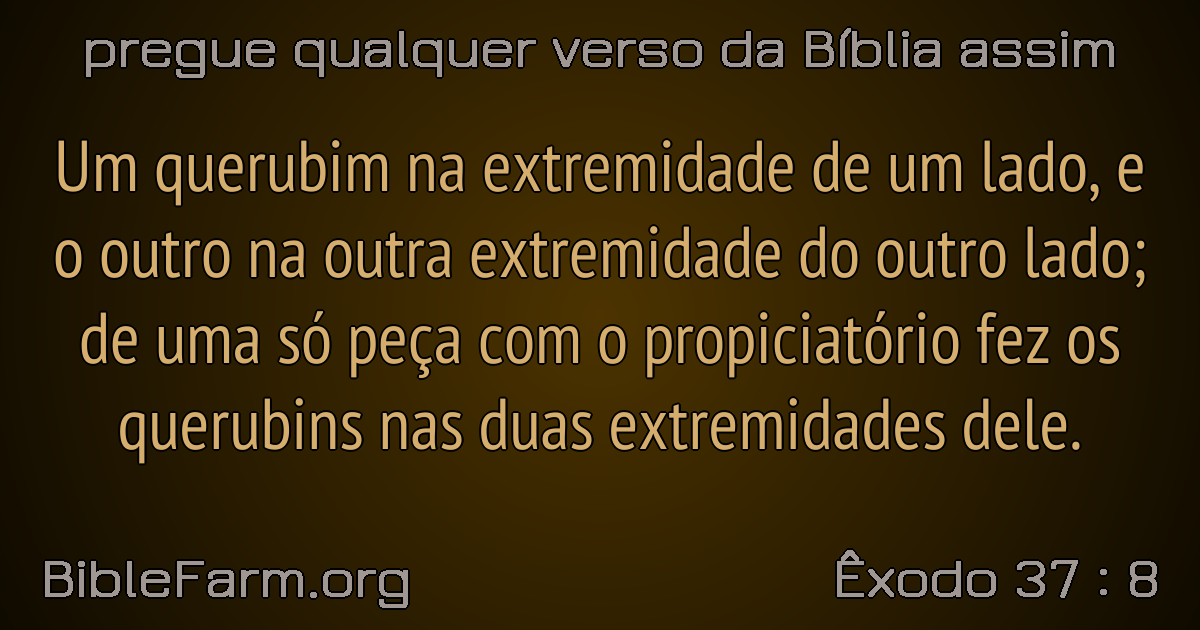 pregue qualquer verso da Bíblia assim
Um querubim na extremidade de um lado, e
o outro na outra extremidade do outro lado;
de uma só peça com o propiciatório fez os
querubins nas duas extremidades dele.
BibleFarm.org
Êxodo 37 : 8